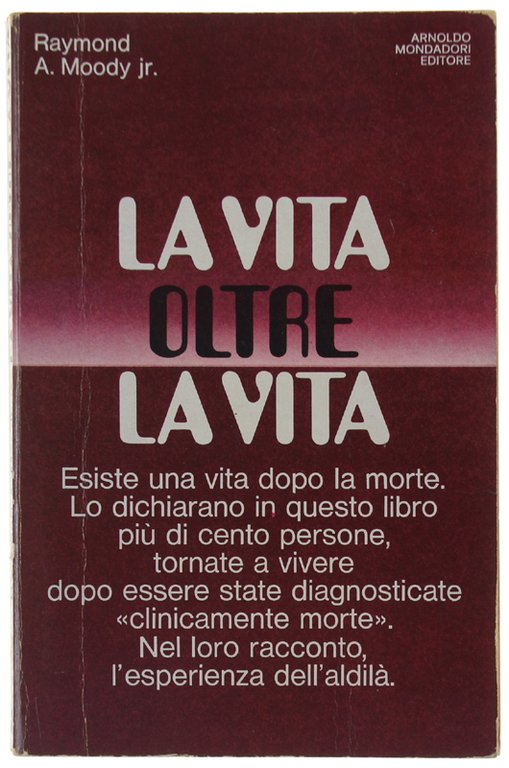 Raymond
A. Moody jr.
ARNOLDO
MONDADORI
EDITORE
LA VITA
OLTRE
LA VITA
Esiste una vita dopo la morte.
Lo dichiarano in questo libro
più di cento persone,
tornate a vivere
dopo essere state diagnosticate
«clinicamente morte».
Nel loro racconto,
l'esperienza dell'aldilà.